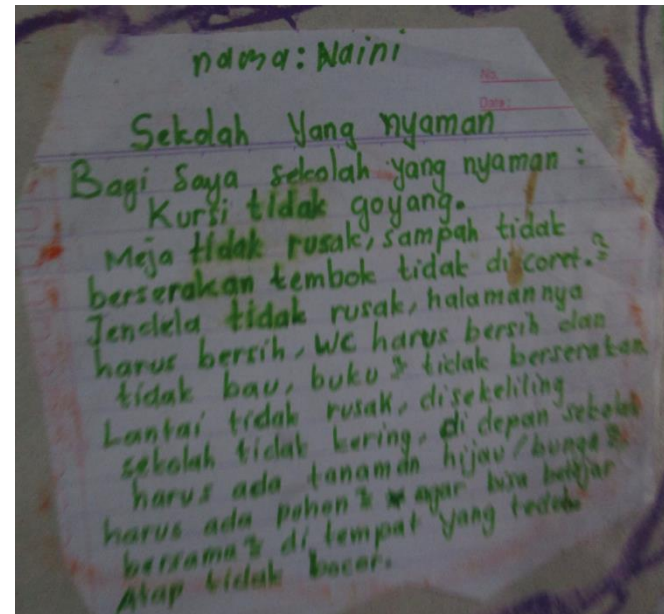 nama: Naini
No.
Date:
Sekolah Yang nyaman
Bagi Saya sekolah yang nyaman :
Kursi tidak goyang.
Meja tidak rusak, sampah tidak
berserakan tembok tidak di coret.²
Jendela tidak rusak, halamannya
harus bersih, WC harus bersih dan
tidak bau, buku² tidak berserakan
Lantai tidak rusak, disekeliling
sekolah tidak kering, di depan sekolah
harus ada tanaman hijau/bunga²
harus ada pohon² agar bisa belajar
bersama² di tempat yang teduh
Atap tidak bocor.